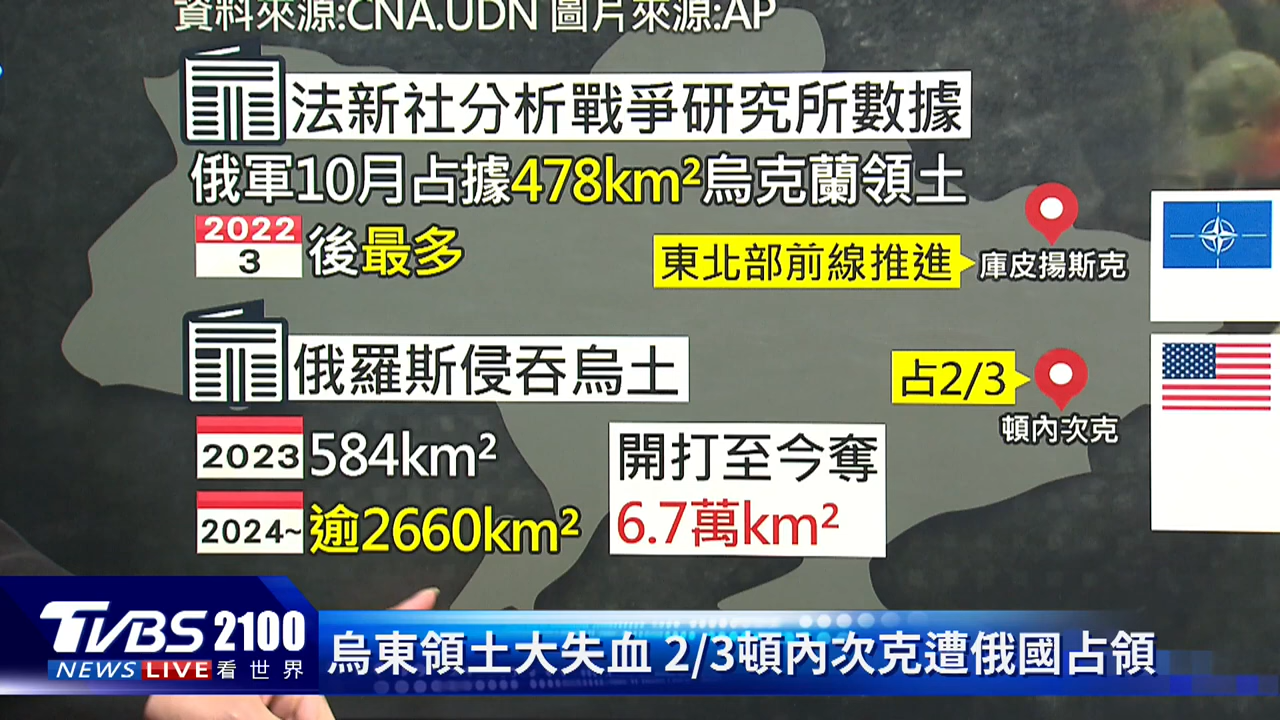 資料來源:CNA.UDN 圖片來源:AP
法新社分析戰爭研究所數據
俄軍10月占據478km²烏克蘭領土
2022
3
後最多
東北部前線推進
庫皮揚斯克
俄羅斯侵吞烏土
占2/3
頓內次克
2023 584km²
2024~ 逾2660km²
開打至今奪
6.7萬km²
TVBS 2100
NEWS LIVE 看世界
烏東領土大失血 2/3頓內次克遭俄國占領